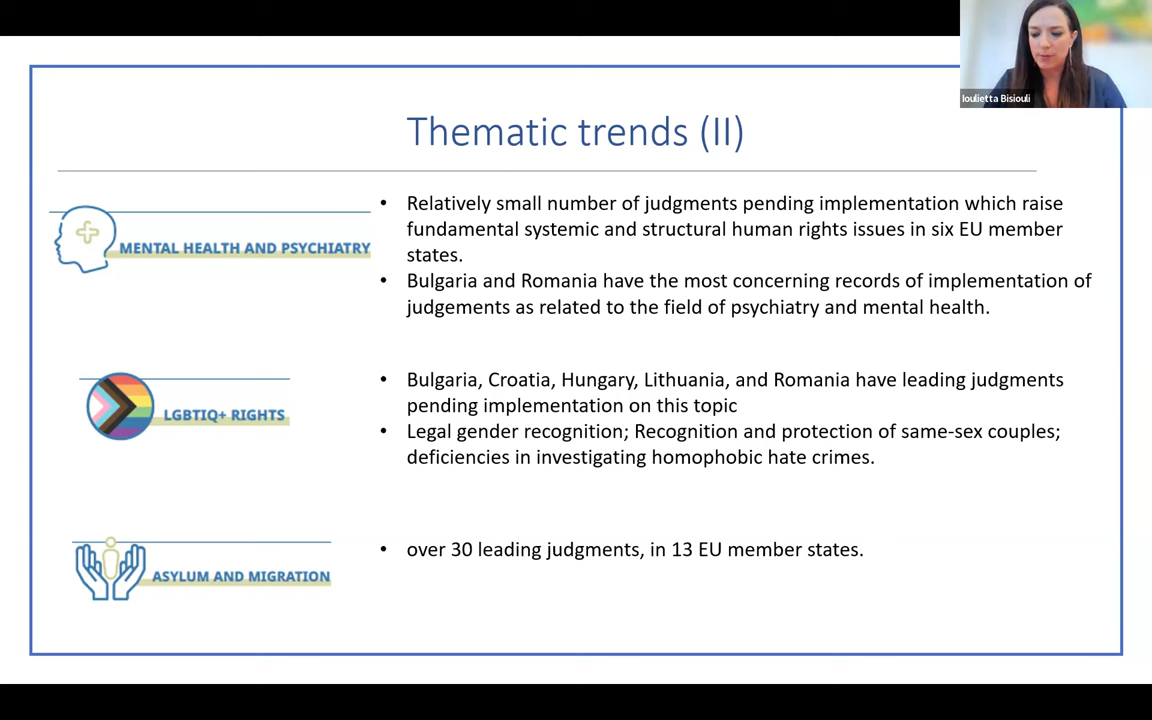 Ioulietta Bisiouli
Thematic trends (II)
MENTAL HEALTH AND PSYCHIATRY
• Relatively small number of judgments pending implementation which raise
fundamental systemic and structural human rights issues in six EU member
states.
• Bulgaria and Romania have the most concerning records of implementation of
judgements as related to the field of psychiatry and mental health.
LGBTIQ+ RIGHTS
• Bulgaria, Croatia, Hungary, Lithuania, and Romania have leading judgments
pending implementation on this topic
• Legal gender recognition; Recognition and protection of same-sex couples;
deficiencies in investigating homophobic hate crimes.
ASYLUM AND MIGRATION
• over 30 leading judgments, in 13 EU member states.